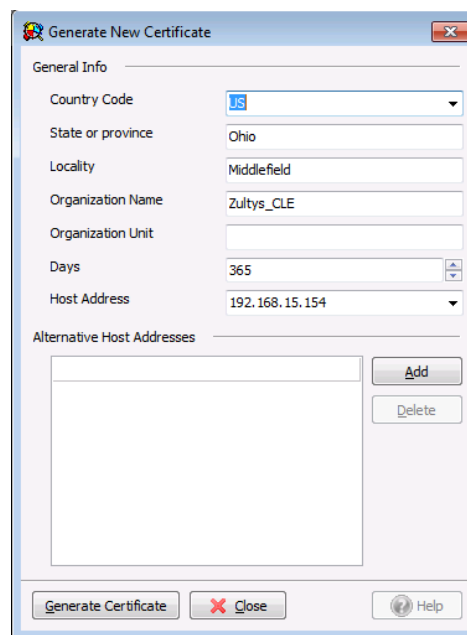 Generate New Certificate
General Info
Country Code US
State or province Ohio
Locality Middlefield
Organization Name Zultys_CLE
Organization Unit
Days 365
Host Address 192.168.15.154
Alternative Host Addresses
Add
Delete
Generate Certificate Close Help